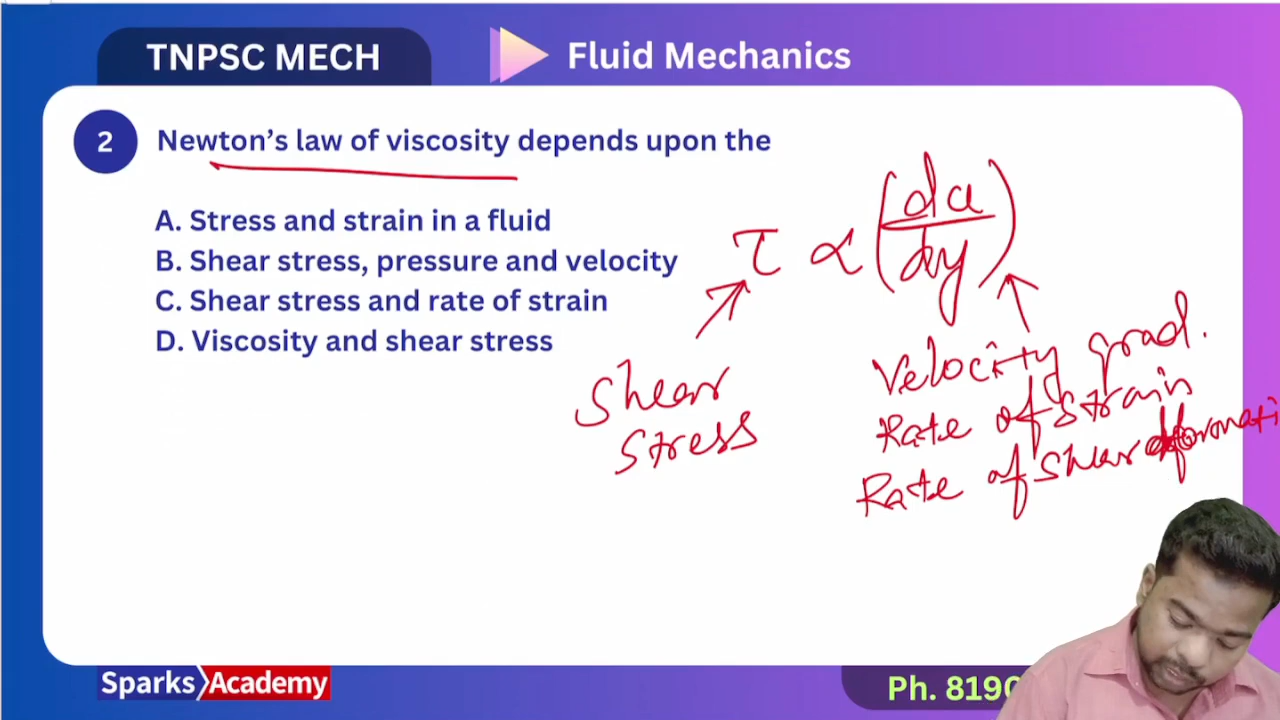 TNPSC MECH
Fluid Mechanics
2
Newton’s law of viscosity depends upon the
A. Stress and strain in a fluid
B. Shear stress, pressure and velocity
C. Shear stress and rate of strain
D. Viscosity and shear stress
τ ∝ (du/dy)
Shear
Stress
Velocity grad.
Rate of strain
Rate of Shear deformati
Sparks Academy
Ph. 8190